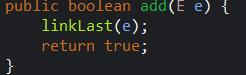 public boolean add(E e) {
    linkLast(e);
    return true;
}